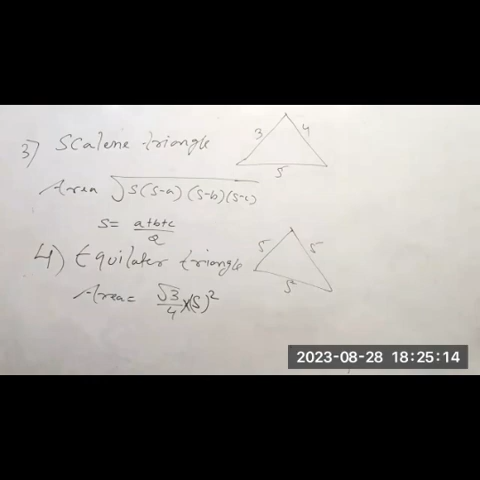 3) Scalene triangle
3 4
5
Area √s(s-a) (s-b)(s-c)
s= a+b+c
2
4) Equilater triangle
5 5
5
Area= √3/4 x(5)²
2023-08-28 18:25:14